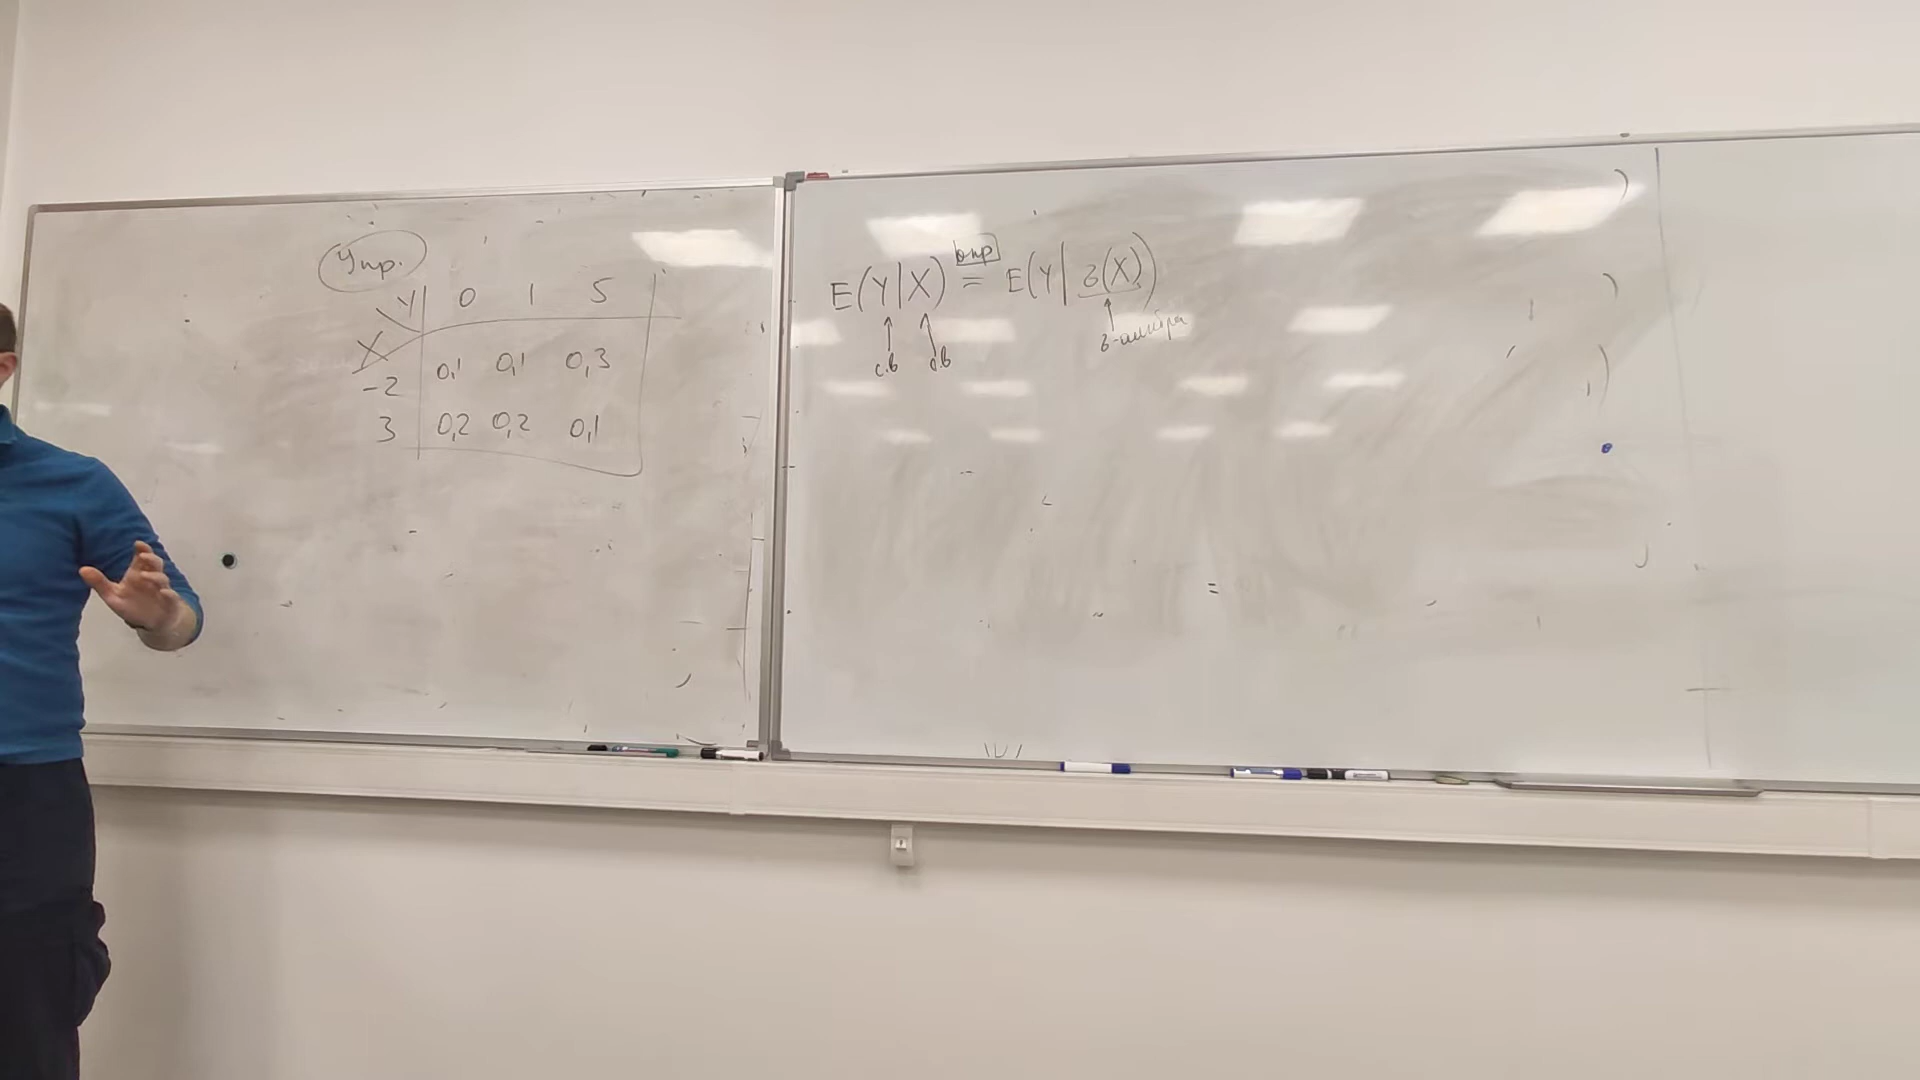 Упр.
Y 0 1 5
X
-2 0,1 0,1 0,3
3 0,2 0,2 0,1
E(Y|X) опр = E(Y|σ(X))
с.в с.в σ-алгебра